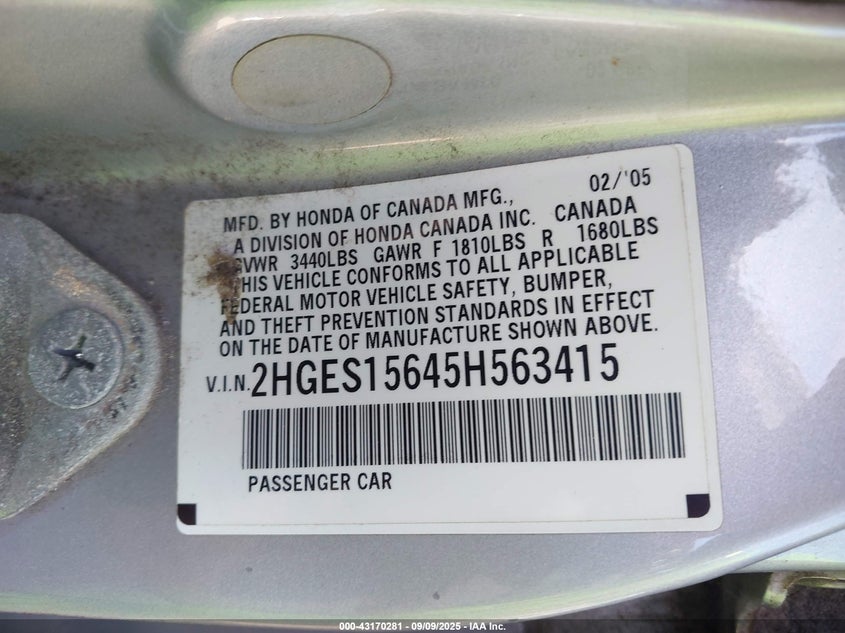 02/'05
MFD. BY HONDA OF CANADA MFG.,
A DIVISION OF HONDA CANADA INC. CANADA
GVWR 3440LBS GAWR F 1810LBS R 1680LBS
THIS VEHICLE CONFORMS TO ALL APPLICABLE
FEDERAL MOTOR VEHICLE SAFETY, BUMPER,
AND THEFT PREVENTION STANDARDS IN EFFECT
ON THE DATE OF MANUFACTURE SHOWN ABOVE.
V.I.N. 2HGES15645H563415
PASSENGER CAR
000-43170281 - 09/09/2025 - IAA Inc.